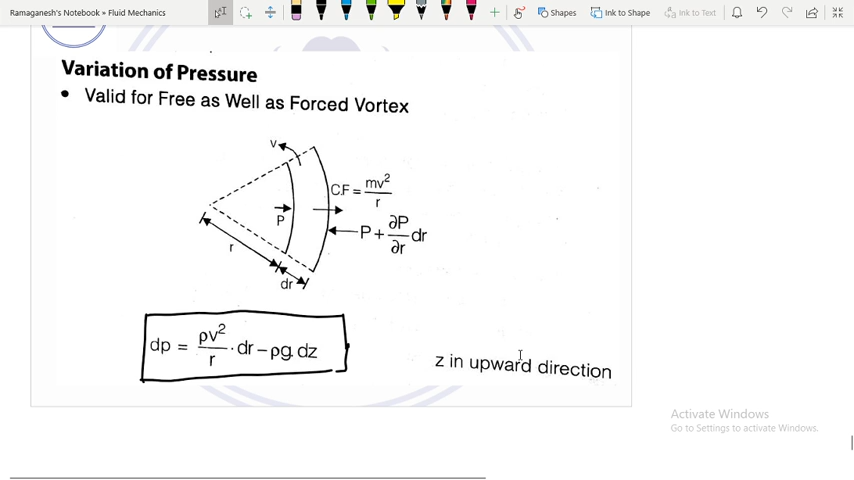 Ramaganesh's Notebook » Fluid Mechanics
Shapes
Ink to Shape
Ink to Text
Variation of Pressure
• Valid for Free as Well as Forced Vortex
v
C.F = mv²/r
P
P + ∂P/∂r dr
r
dr
dp = ρv²/r · dr – ρg. dz
z in upward direction
Activate Windows
Go to Settings to activate Windows.